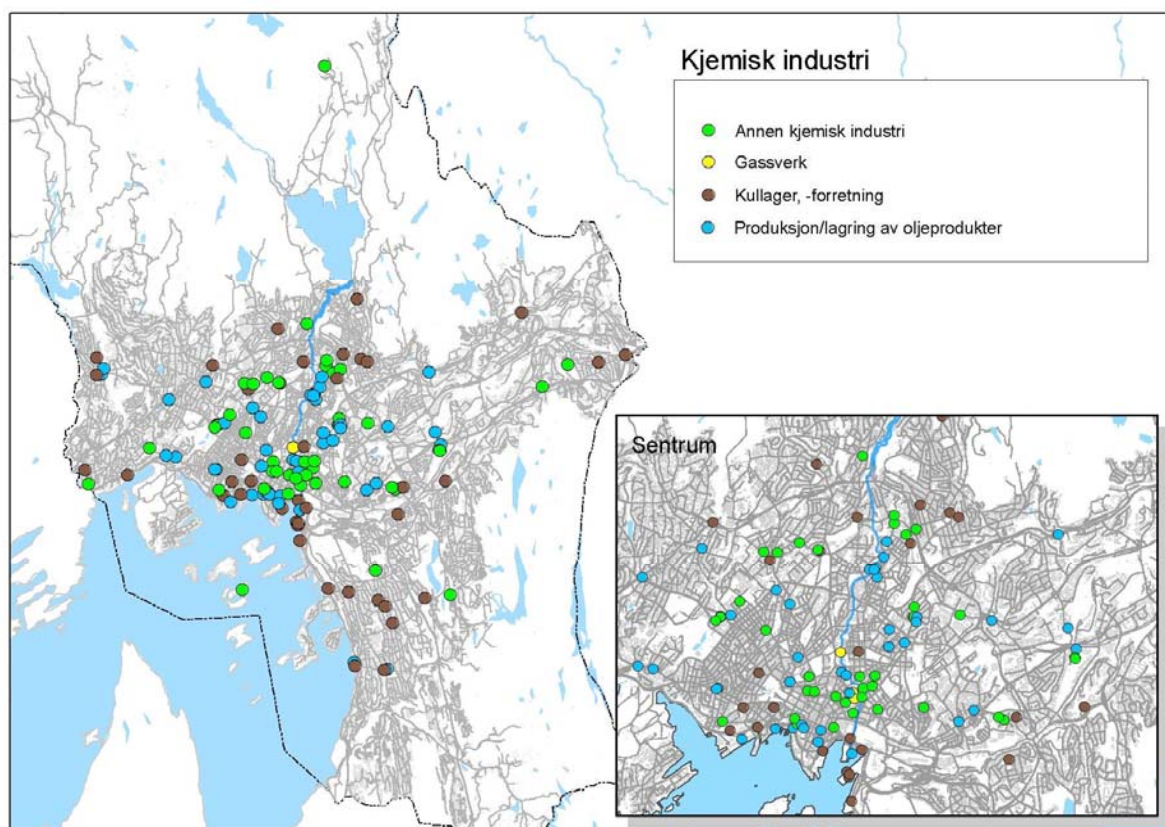 Kjemisk industri
Annen kjemisk industri
Gassverk
Kullager, -forretning
Produksjon/lagring av oljeprodukter
Sentrum